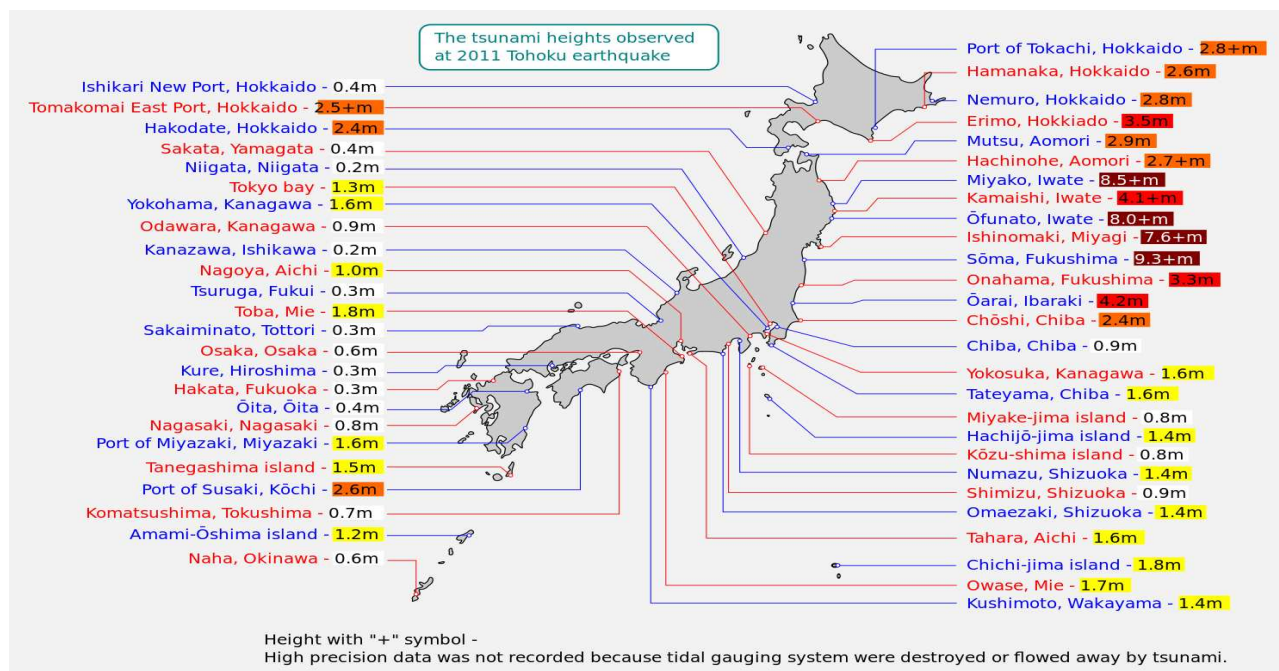 The tsunami heights observed
at 2011 Tohoku earthquake
Ishikari New Port, Hokkaido - 0.4m
Tomakomai East Port, Hokkaido - 2.5+m
Hakodate, Hokkaido - 2.4m
Sakata, Yamagata - 0.4m
Niigata, Niigata - 0.2m
Tokyo bay - 1.3m
Yokohama, Kanagawa - 1.6m
Odawara, Kanagawa - 0.9m
Kanazawa, Ishikawa - 0.2m
Nagoya, Aichi - 1.0m
Tsuruga, Fukui - 0.3m
Toba, Mie - 1.8m
Sakaiminato, Tottori - 0.3m
Osaka, Osaka - 0.6m
Kure, Hiroshima - 0.3m
Hakata, Fukuoka - 0.3m
Ōita, Ōita - 0.4m
Nagasaki, Nagasaki - 0.8m
Port of Miyazaki, Miyazaki - 1.6m
Tanegashima island - 1.5m
Port of Susaki, Kōchi - 2.6m
Komatsushima, Tokushima - 0.7m
Amami-Ōshima island - 1.2m
Naha, Okinawa - 0.6m
Port of Tokachi, Hokkaido - 2.8+m
Hamanaka, Hokkaido - 2.6m
Nemuro, Hokkaido - 2.8m
Erimo, Hokkiado - 3.5m
Mutsu, Aomori - 2.9m
Hachinohe, Aomori - 2.7+m
Miyako, Iwate - 8.5+m
Kamaishi, Iwate - 4.1+m
Ōfunato, Iwate - 8.0+m
Ishinomaki, Miyagi - 7.6+m
Sōma, Fukushima - 9.3+m
Onahama, Fukushima - 3.3m
Ōarai, Ibaraki - 4.2m
Chōshi, Chiba - 2.4m
Chiba, Chiba - 0.9m
Yokosuka, Kanagawa - 1.6m
Tateyama, Chiba - 1.6m
Miyake-jima island - 0.8m
Hachijō-jima island - 1.4m
Kōzu-shima island - 0.8m
Numazu, Shizuoka - 1.4m
Shimizu, Shizuoka - 0.9m
Omaezaki, Shizuoka - 1.4m
Tahara, Aichi - 1.6m
Chichi-jima island - 1.8m
Owase, Mie - 1.7m
Kushimoto, Wakayama - 1.4m
Height with "+" symbol -
High precision data was not recorded because tidal gauging system were destroyed or flowed away by tsunami.